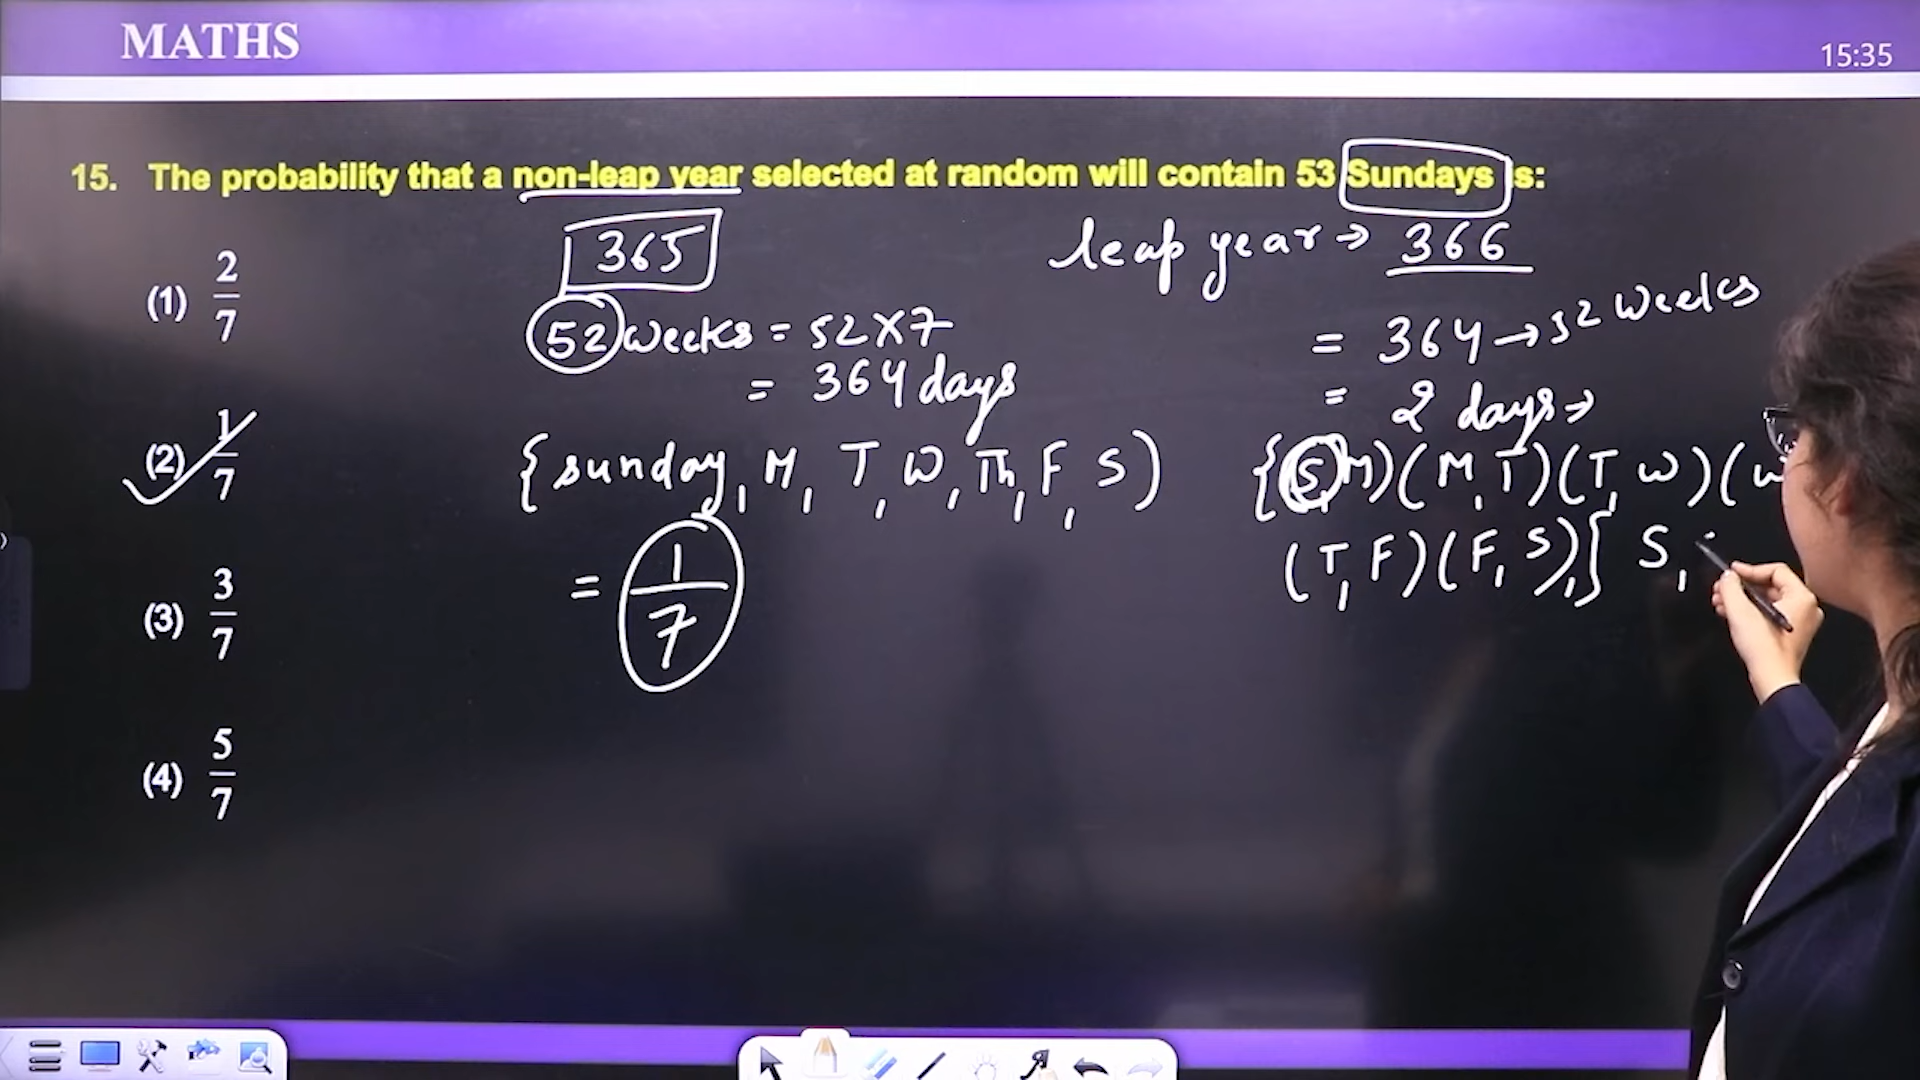 MATHS
15:35
15. The probability that a non-leap year selected at random will contain 53 Sundays is:
(1) 2/7
(2) 1/7
(3) 3/7
(4) 5/7
365
52 weeks = 52×7
= 364 days
{sunday, M, T, W, Th, F, S)
= 1/7
leap year → 366
= 364 → 52 weeks
= 2 days →
{(S,M)(M,T)(T,W)(W
(T,F)(F,S),} S,